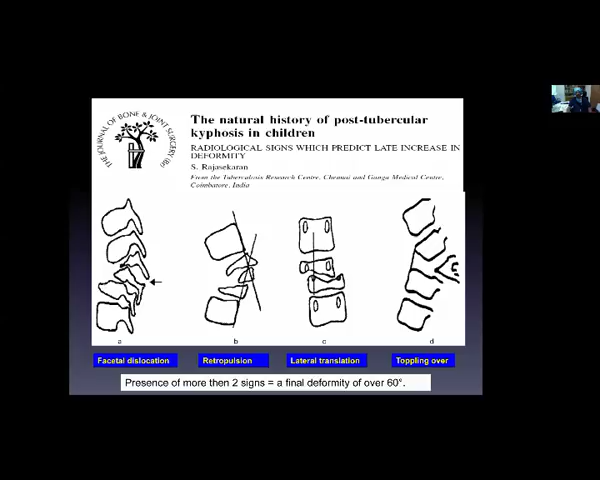 THE JOURNAL OF BONE & JOINT SURGERY (Br)
The natural history of post-tubercular
kyphosis in children
RADIOLOGICAL SIGNS WHICH PREDICT LATE INCREASE IN
DEFORMITY
S. Rajasekaran
From the Tuberculosis Research Centre, Chennai and Ganga Medical Centre,
Coimbatore, India
a b c d
Facetal dislocation Retropulsion Lateral translation Toppling over
Presence of more then 2 signs = a final deformity of over 60°.